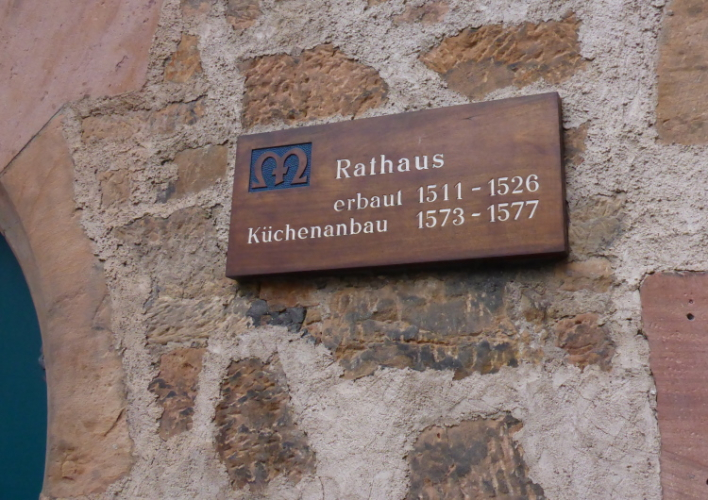 Rathaus
erbaut 1511 - 1526
Küchenanbau 1573 - 1577